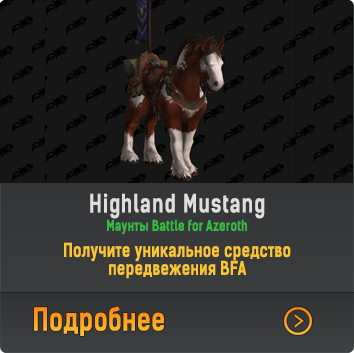 Highland Mustang
Маунты Battle for Azeroth
Получите уникальное средство
передвежения BFA
Подробнее